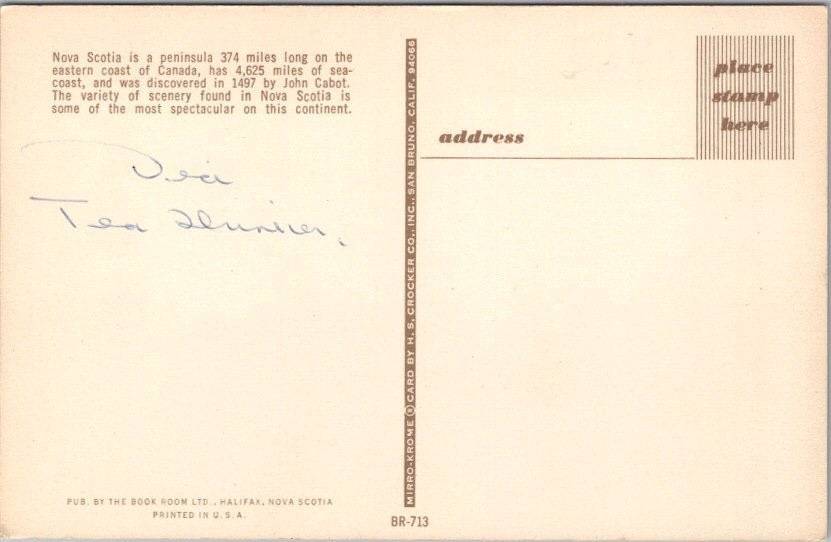 Nova Scotia is a peninsula 374 miles long on the
eastern coast of Canada, has 4,625 miles of sea-
coast, and was discovered in 1497 by John Cabot.
The variety of scenery found in Nova Scotia is
some of the most spectacular on this continent.
Tea
PUB. BY THE BOOK ROOM LTD., HALIFAX, NOVA SCOTIA
PRINTED IN U.S.A.
MIRRO-KROME ® CARD BY H. S. CROCKER CO., INC., SAN BRUNO, CALIF. 94066
BR-713
address
place
stamp
here